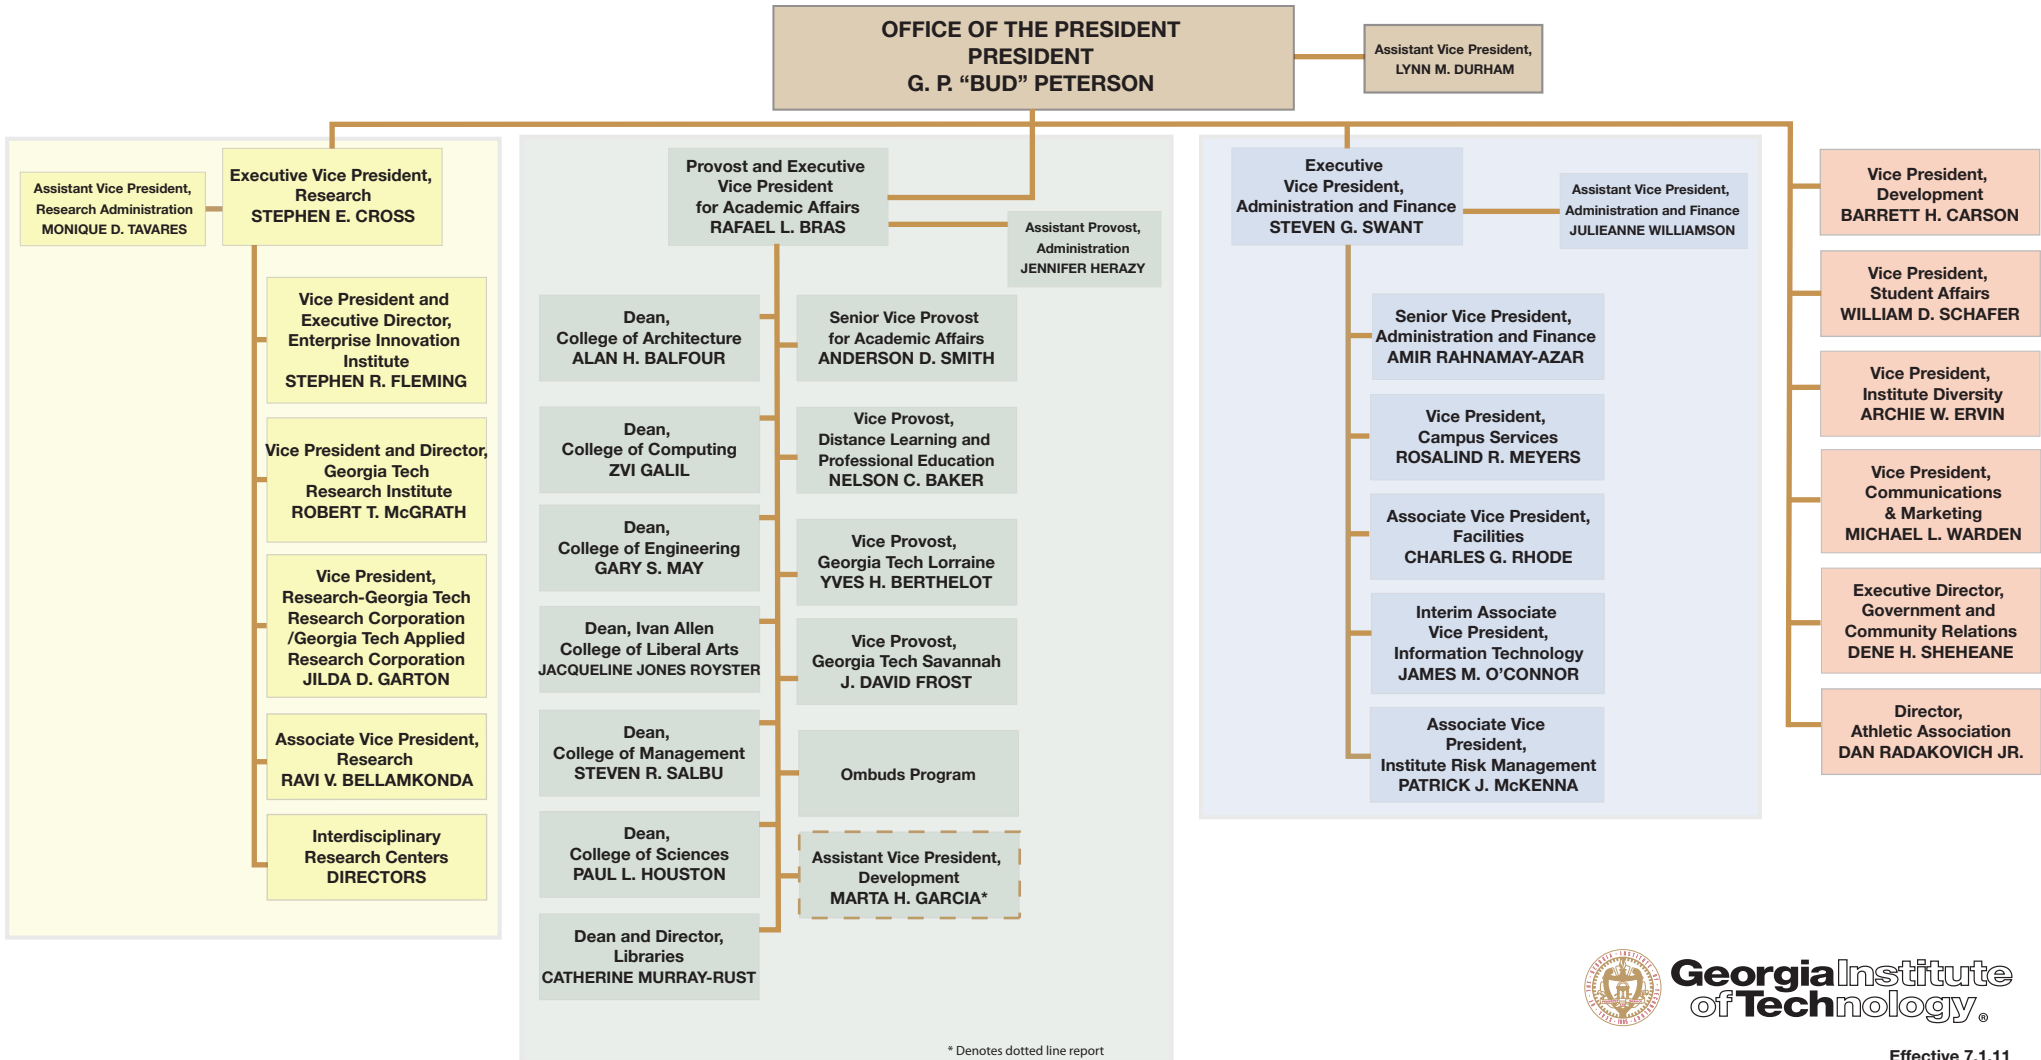 OFFICE OF THE PRESIDENT
PRESIDENT
G. P. “BUD” PETERSON
Assistant Vice President,
LYNN M. DURHAM
Assistant Vice President,
Research Administration
MONIQUE D. TAVARES
Executive Vice President,
Research
STEPHEN E. CROSS
Vice President and
Executive Director,
Enterprise Innovation
Institute
STEPHEN R. FLEMING
Vice President and Director,
Georgia Tech
Research Institute
ROBERT T. McGRATH
Vice President,
Research-Georgia Tech
Research Corporation
/Georgia Tech Applied
Research Corporation
JILDA D. GARTON
Associate Vice President,
Research
RAVI V. BELLAMKONDA
Interdisciplinary
Research Centers
DIRECTORS
Provost and Executive
Vice President
for Academic Affairs
RAFAEL L. BRAS
Assistant Provost,
Administration
JENNIFER HERAZY
Dean,
College of Architecture
ALAN H. BALFOUR
Dean,
College of Computing
ZVI GALIL
Dean,
College of Engineering
GARY S. MAY
Dean, Ivan Allen
College of Liberal Arts
JACQUELINE JONES ROYSTER
Dean,
College of Management
STEVEN R. SALBU
Dean,
College of Sciences
PAUL L. HOUSTON
Dean and Director,
Libraries
CATHERINE MURRAY-RUST
Senior Vice Provost
for Academic Affairs
ANDERSON D. SMITH
Vice Provost,
Distance Learning and
Professional Education
NELSON C. BAKER
Vice Provost,
Georgia Tech Lorraine
YVES H. BERTHELOT
Vice Provost,
Georgia Tech Savannah
J. DAVID FROST
Ombuds Program
Assistant Vice President,
Development
MARTA H. GARCIA*
* Denotes dotted line report
Executive
Vice President,
Administration and Finance
STEVEN G. SWANT
Assistant Vice President,
Administration and Finance
JULIEANNE WILLIAMSON
Senior Vice President,
Administration and Finance
AMIR RAHNAMAY-AZAR
Vice President,
Campus Services
ROSALIND R. MEYERS
Associate Vice President,
Facilities
CHARLES G. RHODE
Interim Associate
Vice President,
Information Technology
JAMES M. O’CONNOR
Associate Vice
President,
Institute Risk Management
PATRICK J. McKENNA
Vice President,
Development
BARRETT H. CARSON
Vice President,
Student Affairs
WILLIAM D. SCHAFER
Vice President,
Institute Diversity
ARCHIE W. ERVIN
Vice President,
Communications
& Marketing
MICHAEL L. WARDEN
Executive Director,
Government and
Community Relations
DENE H. SHEHEANE
Director,
Athletic Association
DAN RADAKOVICH JR.
Georgia Institute
of Technology®
Effective 7.1.11